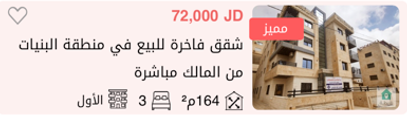 72,000 JD
مميز
شقق فاخرة للبيع في منطقة البنيات
من المالك مباشرة
164م² 3 الأول